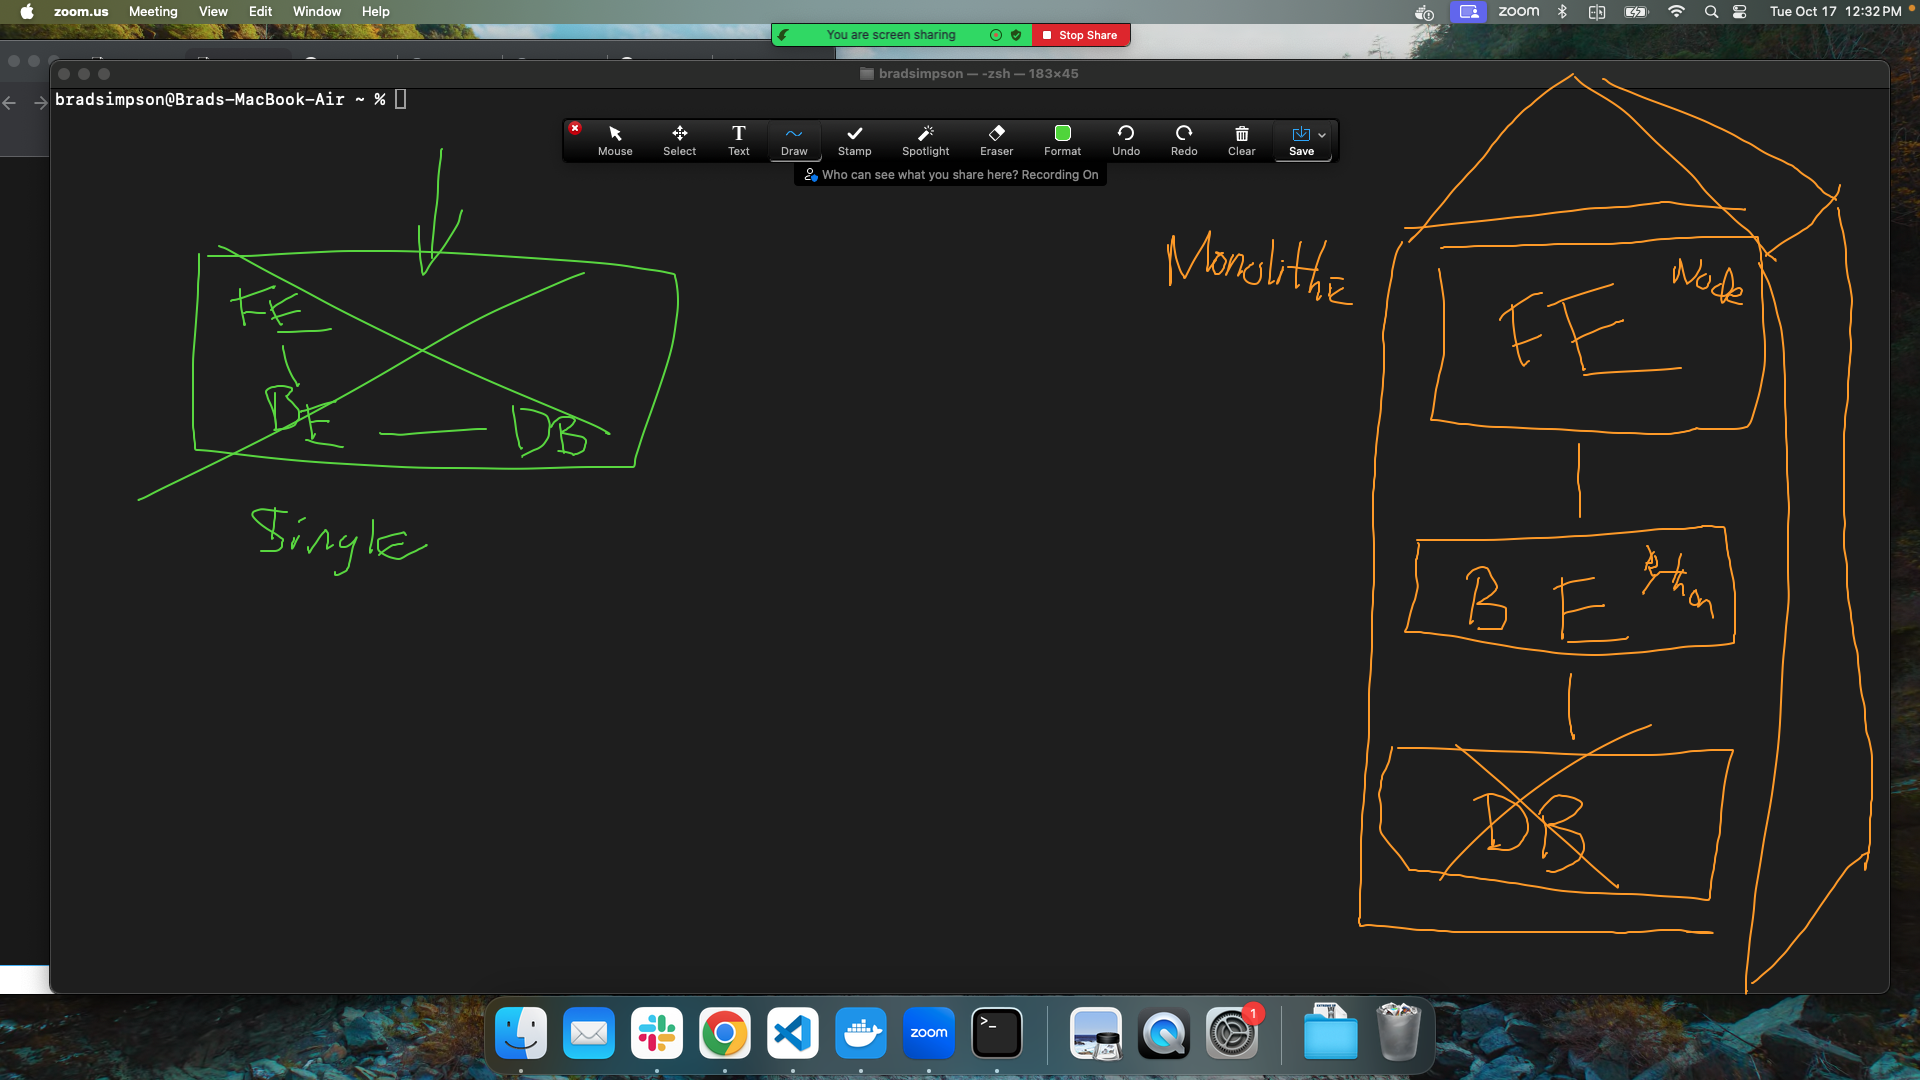 zoom.us Meeting View Edit Window Help
zoom Tue Oct 17 12:32 PM
You are screen sharing Stop Share
bradsimpson — -zsh — 183×45
bradsimpson@Brads-MacBook-Air ~ %
Mouse Select Text Draw Stamp Spotlight Eraser Format Undo Redo Clear Save
Who can see what you share here? Recording On
FE
BE DB
Single
MonolithE
Node
FE
Python
B E
DB
zoom
1